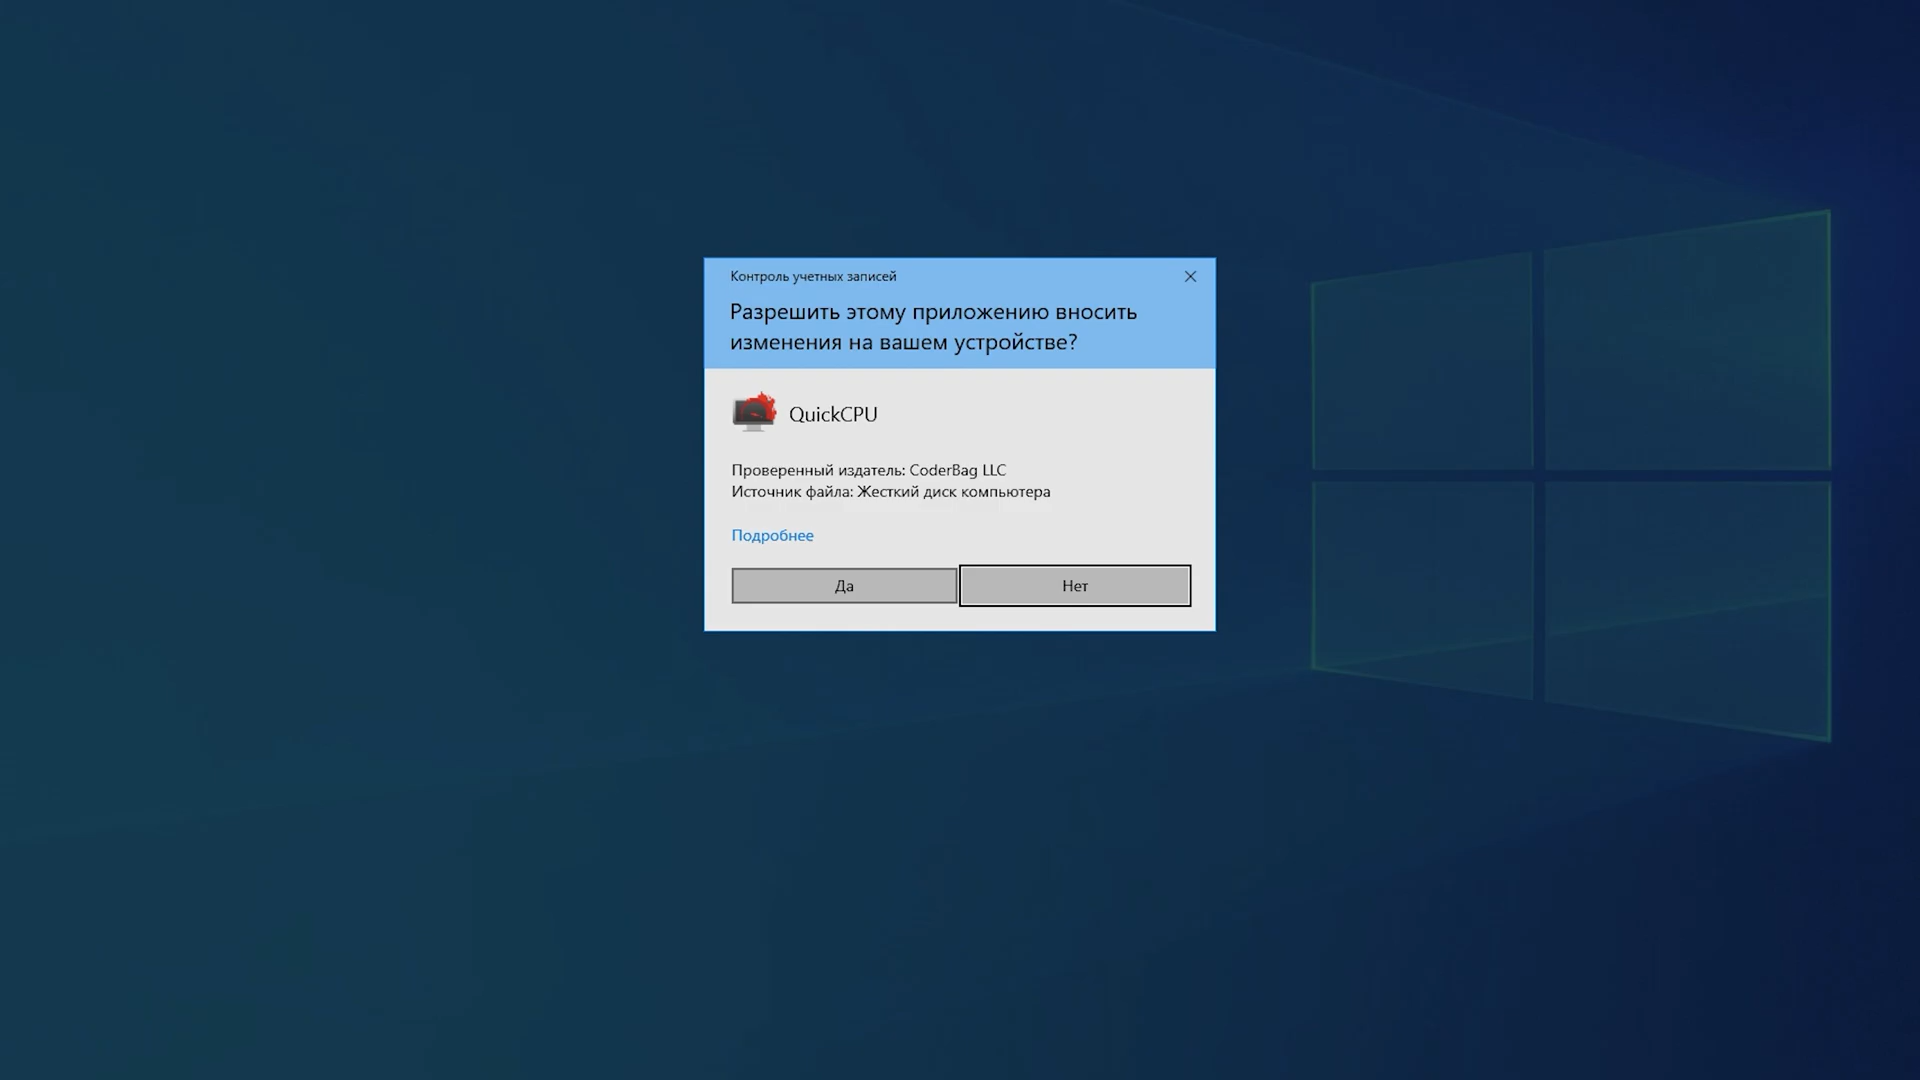 Контроль учетных записей
Разрешить этому приложению вносить
изменения на вашем устройстве?
QuickCPU
Проверенный издатель: CoderBag LLC
Источник файла: Жесткий диск компьютера
Подробнее
Да
Нет